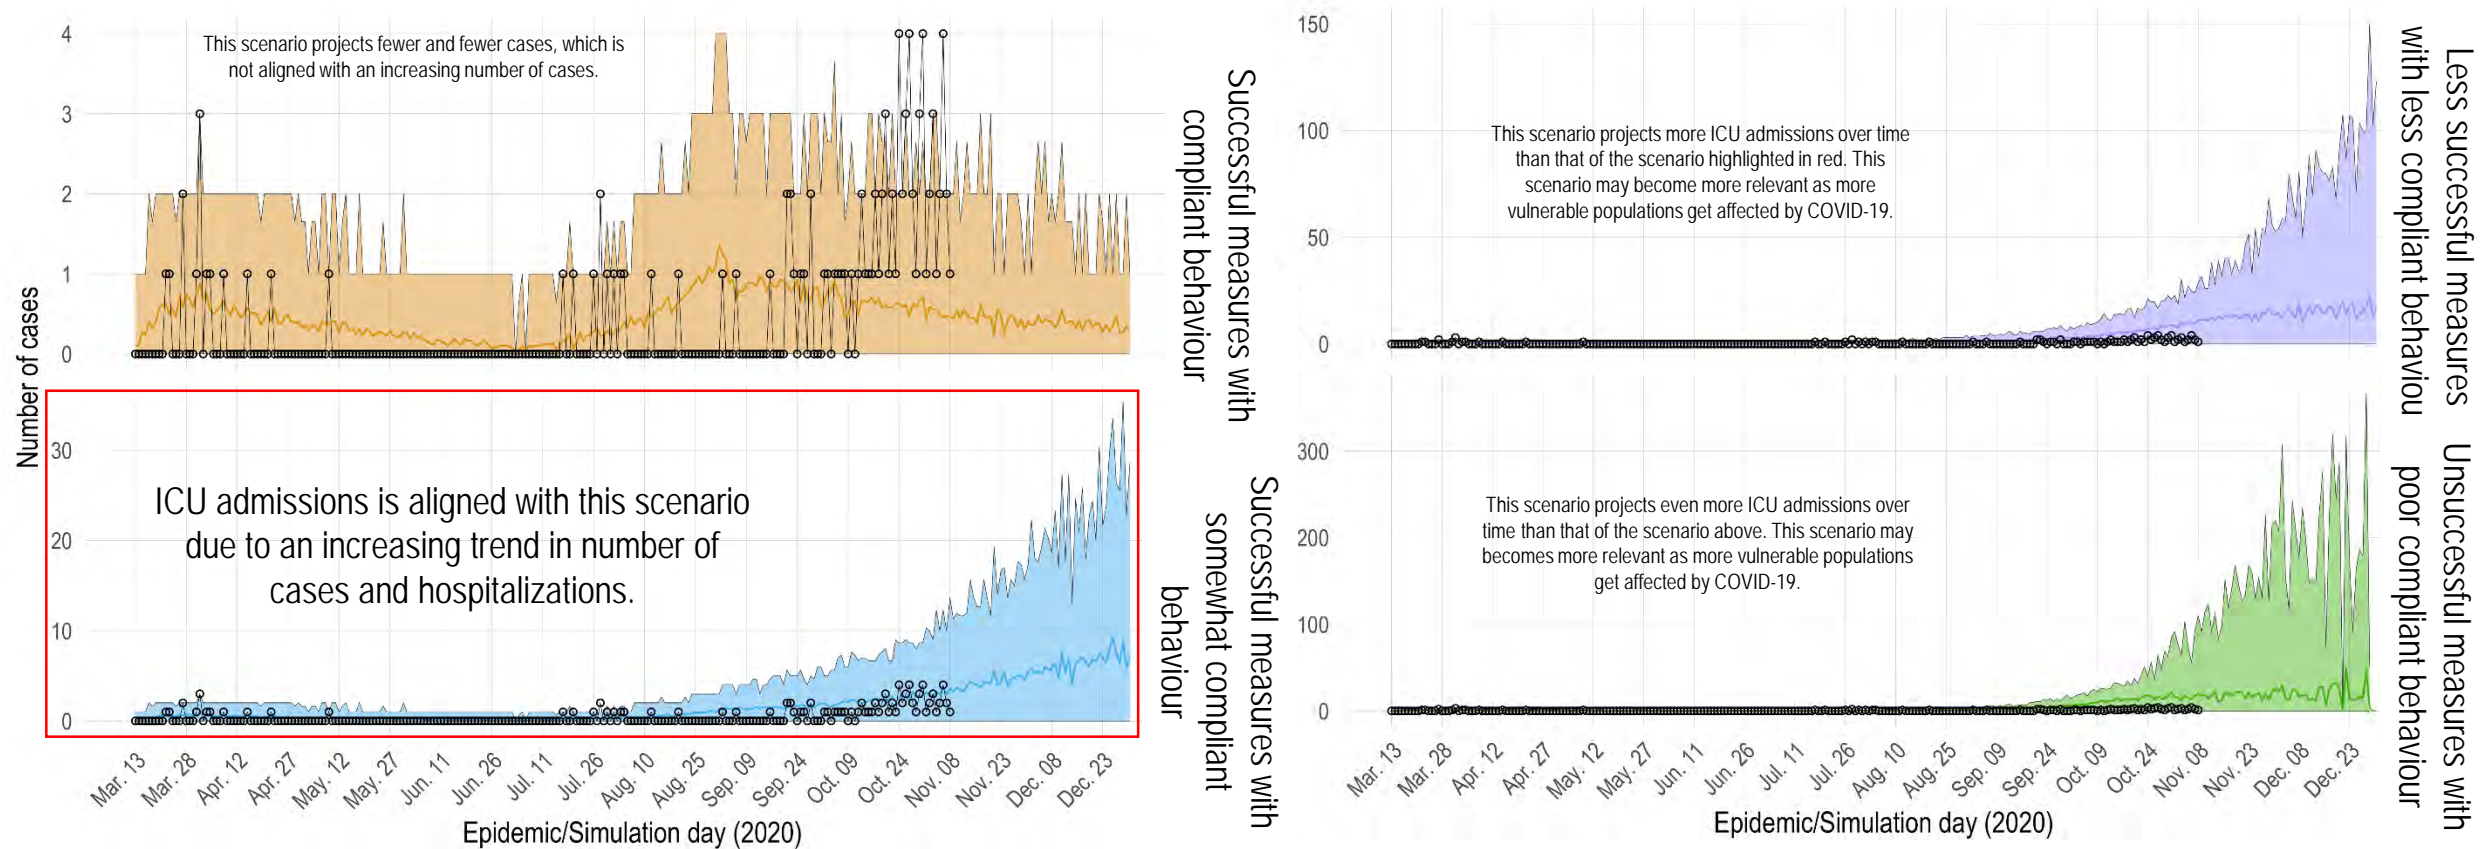 Number of cases
4
3
2
1
0
This scenario projects fewer and fewer cases, which is
not aligned with an increasing number of cases.
Successful measures with
compliant behaviour
30
20
10
0
ICU admissions is aligned with this scenario
due to an increasing trend in number of
cases and hospitalizations.
Successful measures with
somewhat compliant
behaviour
Mar. 13
Mar. 28
Apr. 12
Apr. 27
May. 12
May. 27
Jun. 11
Jun. 26
Jul. 11
Jul. 26
Aug. 10
Aug. 25
Sep. 09
Sep. 24
Oct. 09
Oct. 24
Nov. 08
Nov. 23
Dec. 08
Dec. 23
Epidemic/Simulation day (2020)
150
100
50
0
This scenario projects more ICU admissions over time
than that of the scenario highlighted in red. This
scenario may become more relevant as more
vulnerable populations get affected by COVID-19.
Less successful measures
with less compliant behaviou
300
200
100
0
This scenario projects even more ICU admissions over
time than that of the scenario above. This scenario may
becomes more relevant as more vulnerable populations
get affected by COVID-19.
Unsuccessful measures with
poor compliant behaviour
Mar. 13
Mar. 28
Apr. 12
Apr. 27
May. 12
May. 27
Jun. 11
Jun. 26
Jul. 11
Jul. 26
Aug. 10
Aug. 25
Sep. 09
Sep. 24
Oct. 09
Oct. 24
Nov. 08
Nov. 23
Dec. 08
Dec. 23
Epidemic/Simulation day (2020)